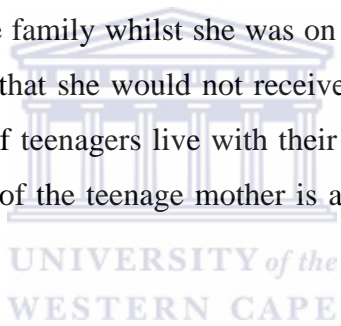 family whilst she was on
that she would not receive
f teenagers live with their
of the teenage mother is a
UNIVERSITY of the
WESTERN CAPE